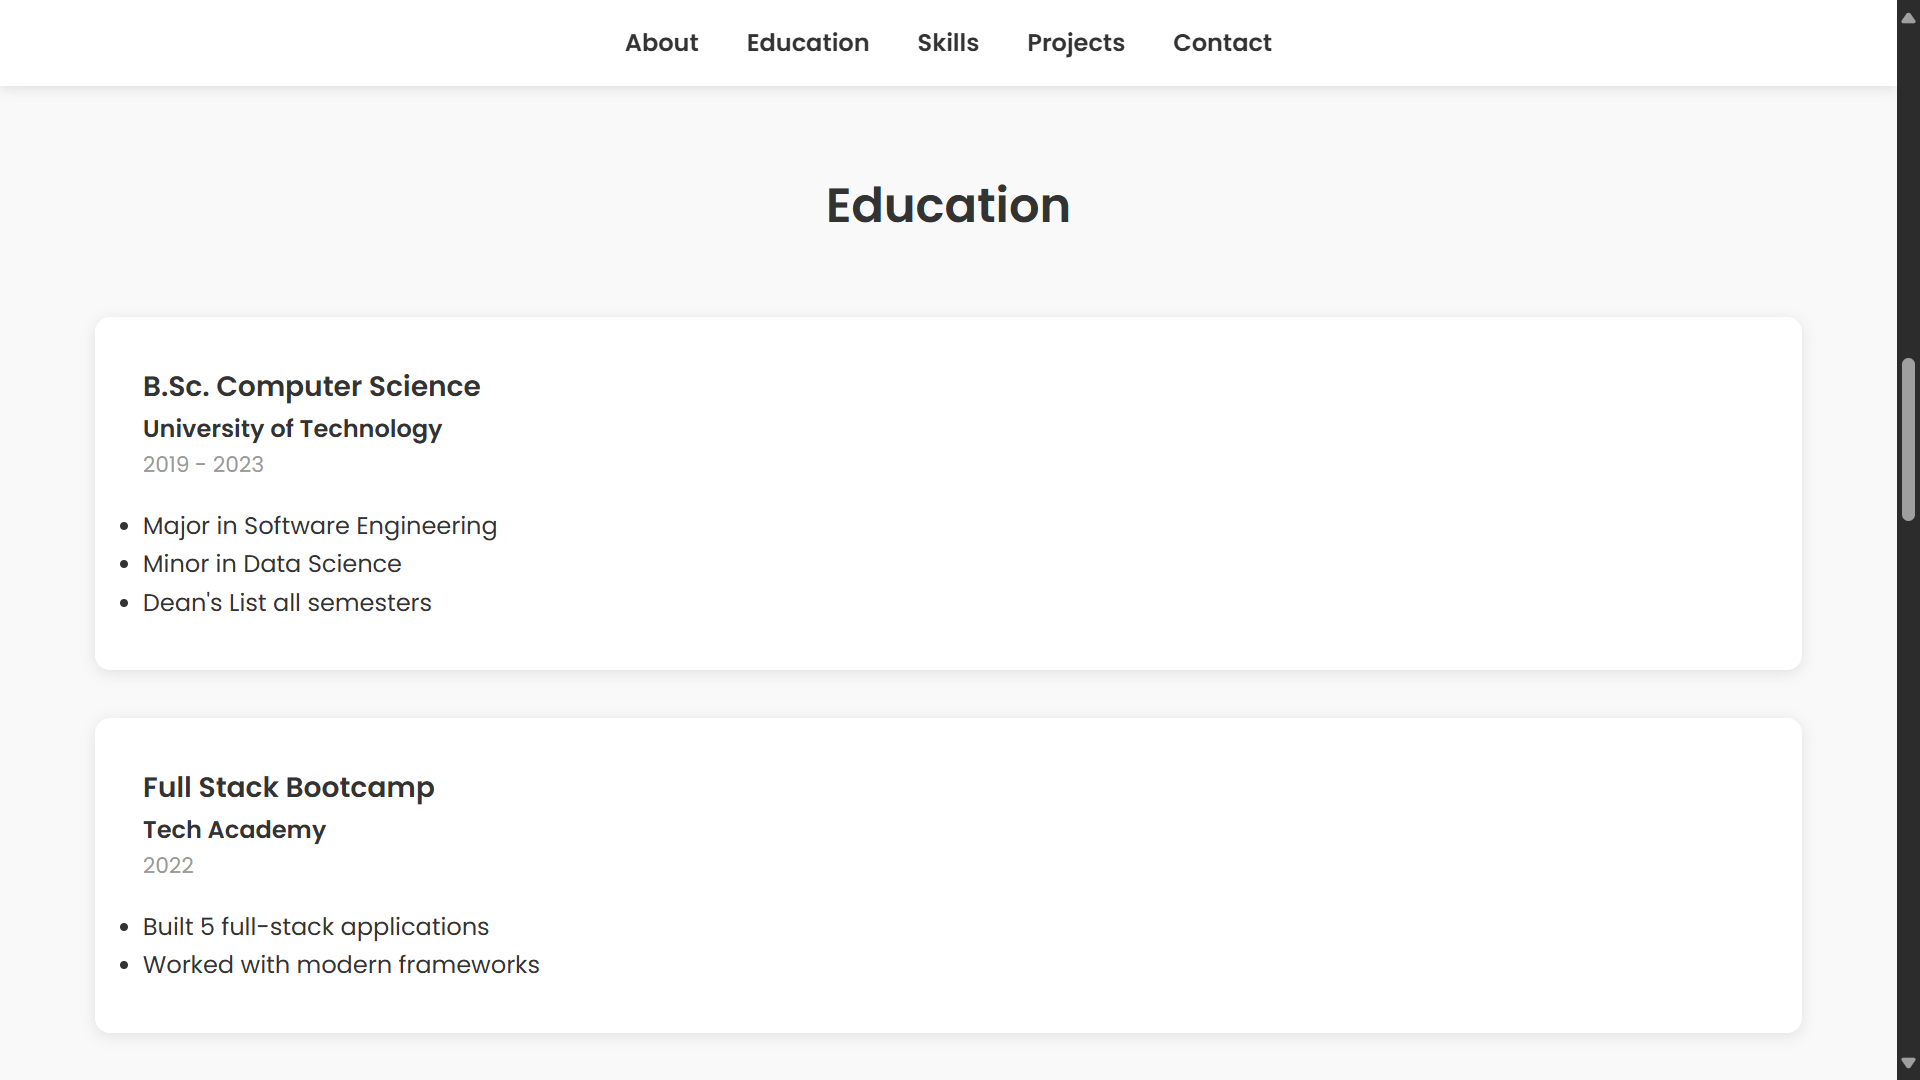 About Education Skills Projects Contact
Education
B.Sc. Computer Science
University of Technology
2019 - 2023
• Major in Software Engineering
• Minor in Data Science
• Dean's List all semesters
Full Stack Bootcamp
Tech Academy
2022
• Built 5 full-stack applications
• Worked with modern frameworks